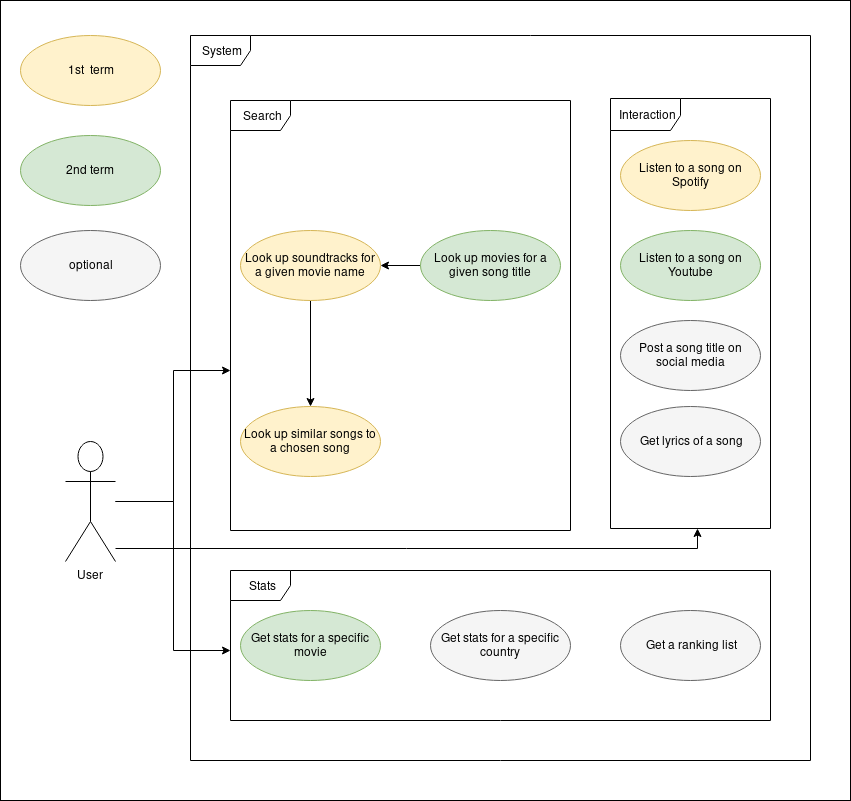 1st  term
2nd term
optional
System
Search
Look up soundtracks for
a given movie name
Look up movies for a
given song title
Look up similar songs to
a chosen song
Interaction
Listen to a song on
Spotify
Listen to a song on
Youtube
Post a song title on
social media
Get lyrics of a song
User
Stats
Get stats for a specific
movie
Get stats for a specific
country
Get a ranking list